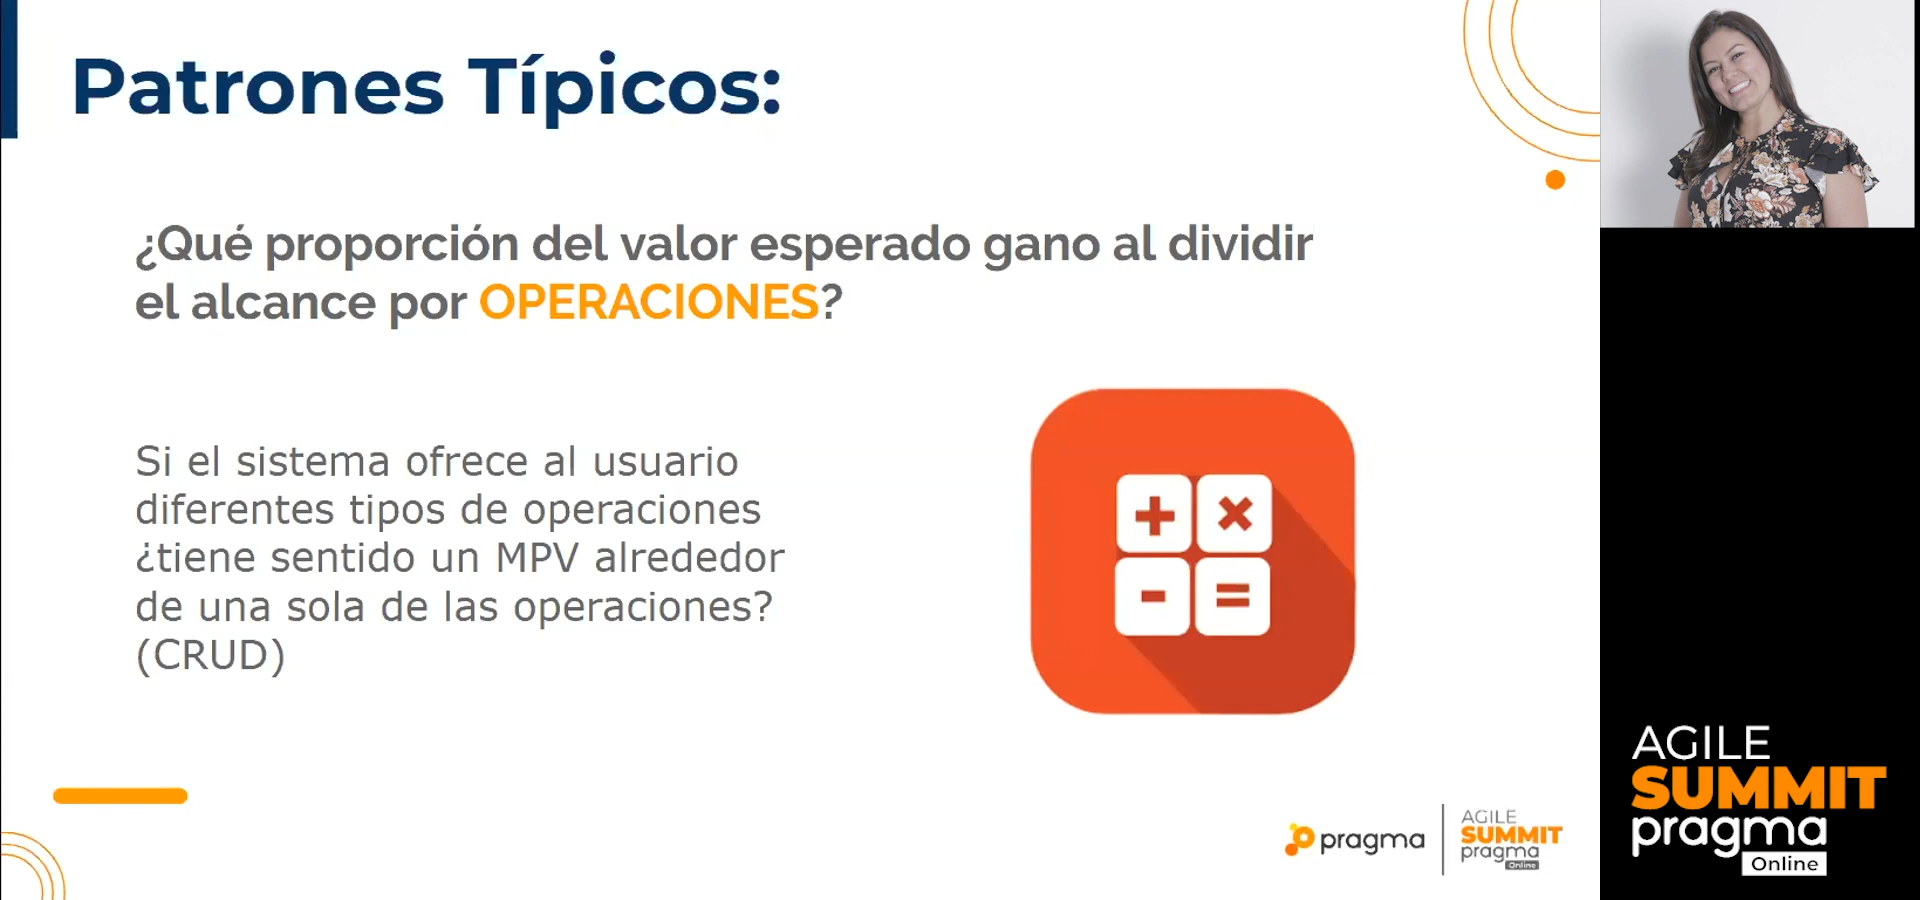 Patrones Típicos:
¿Qué proporción del valor esperado gano al dividir
el alcance por OPERACIONES?
Si el sistema ofrece al usuario
diferentes tipos de operaciones
¿tiene sentido un MPV alrededor
de una sola de las operaciones?
(CRUD)
+ ×
- =
pragma
AGILE
SUMMIT
pragma
Online
AGILE
SUMMIT
pragma
Online